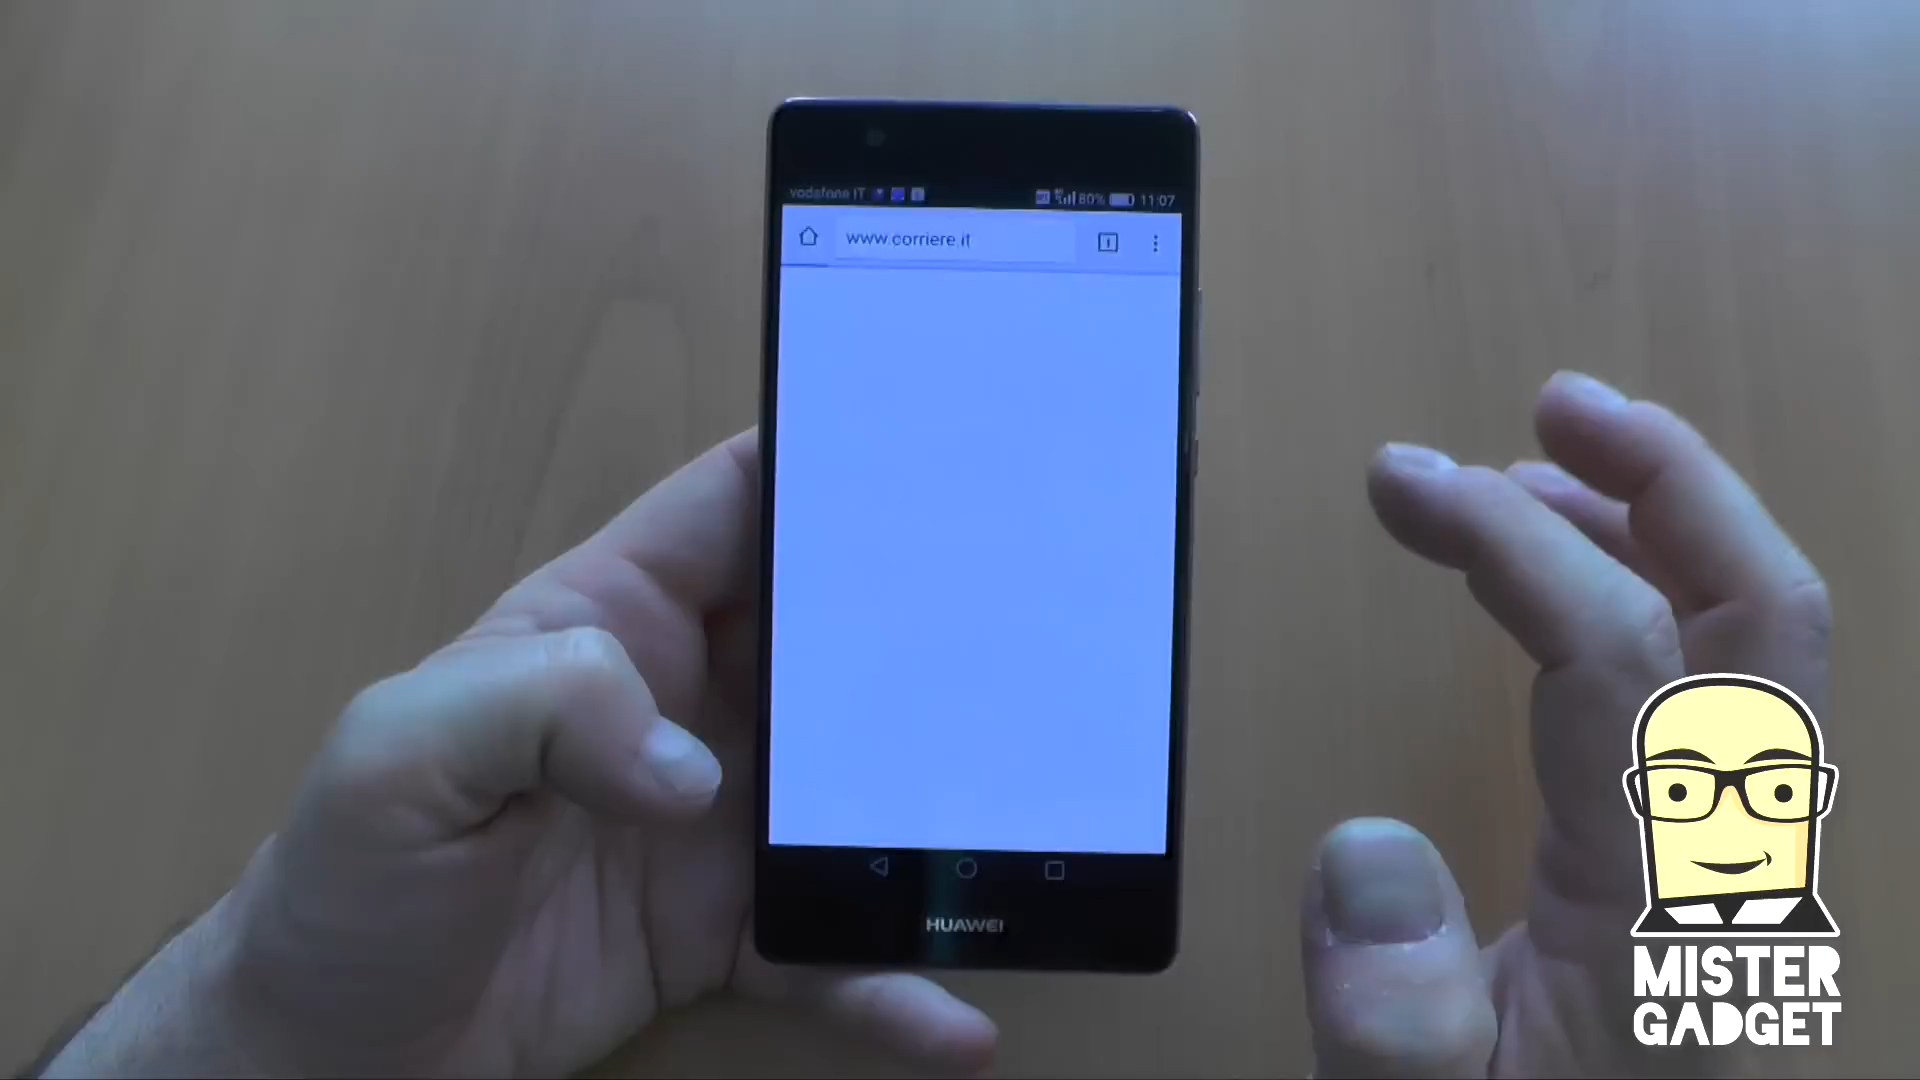 vodafone IT
80% 11:07
www.corriere.it
HUAWEI
MISTER
GADGET